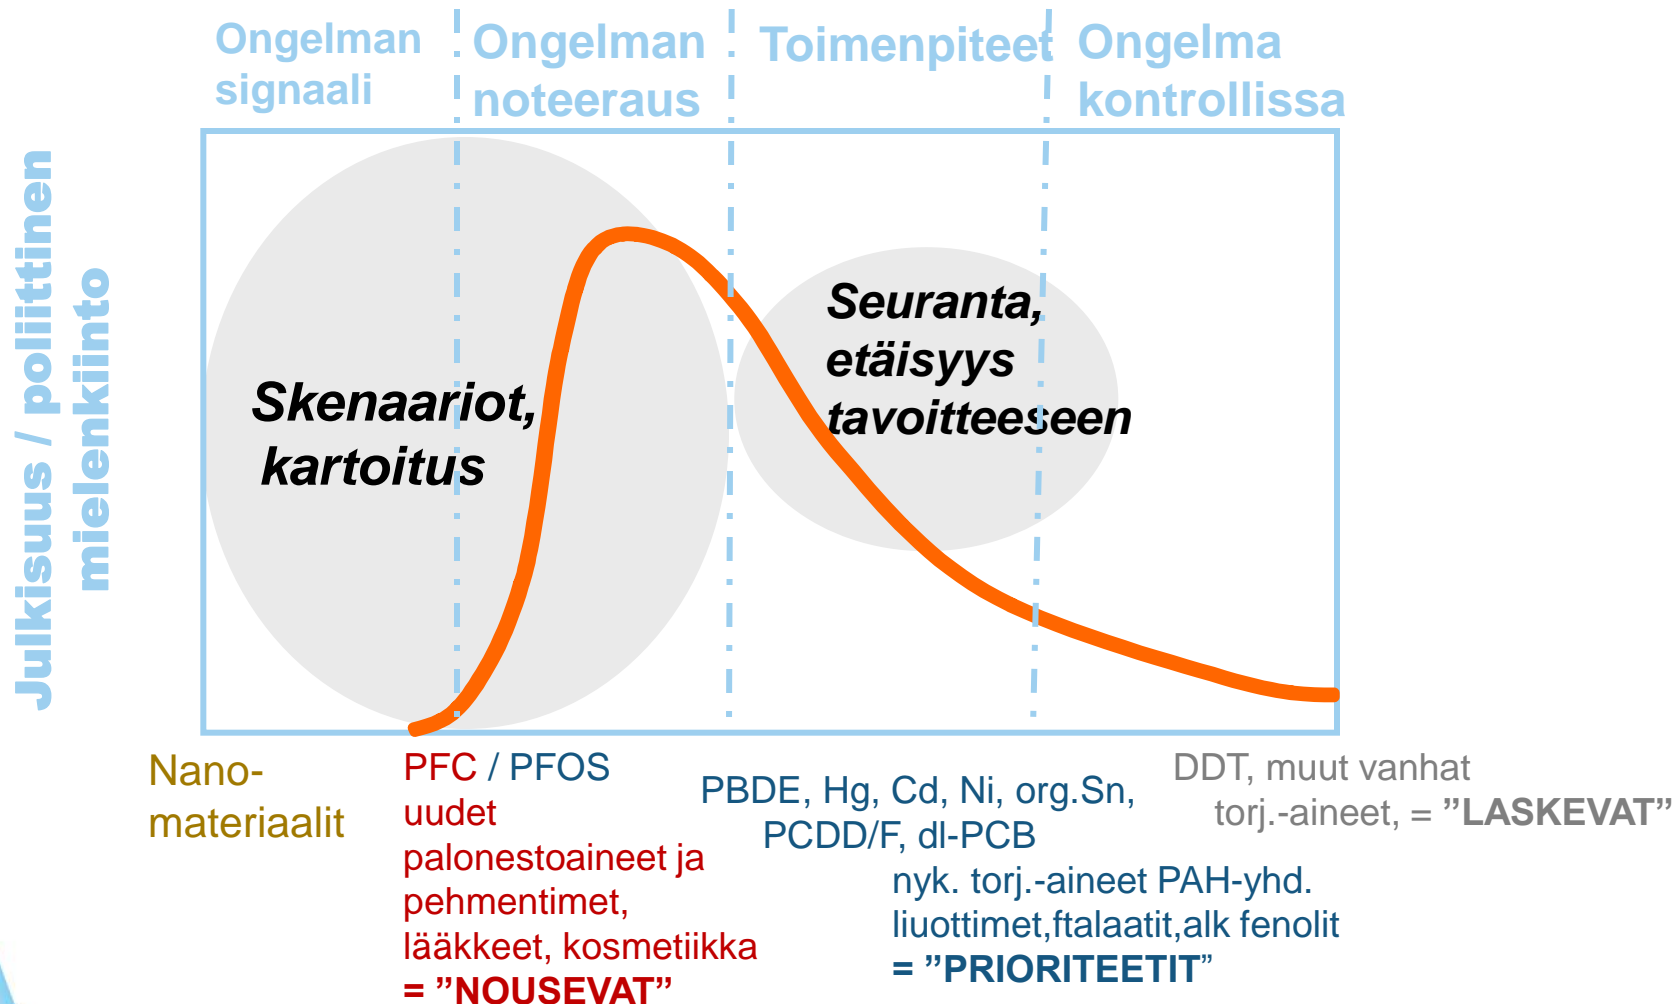 Ongelman
signaali
Ongelman
noteeraus
Toimenpiteet
Ongelma
kontrollissa
Julkisuus / poliittinen
mielenkiinto
Skenaariot,
kartoitus
Seuranta,
etäisyys
tavoitteeseen
Nano-
materiaalit
PFC / PFOS
uudet
palonestoaineet ja
pehmentimet,
lääkkeet, kosmetiikka
= ”NOUSEVAT”
PBDE, Hg, Cd, Ni, org.Sn,
PCDD/F, dl-PCB
nyk. torj.-aineet PAH-yhd.
liuottimet,ftalaatit,alk fenolit
= ”PRIORITEETIT”
DDT, muut vanhat
torj.-aineet, = ”LASKEVAT”